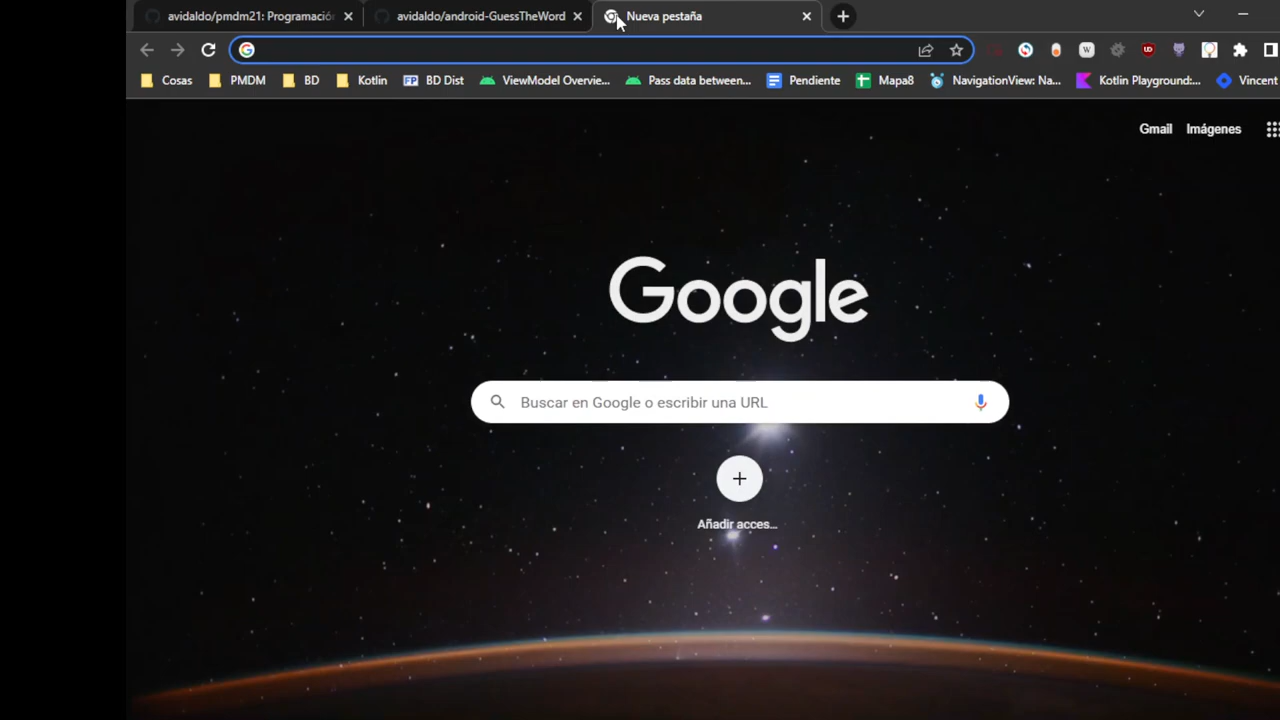 avidaldo/pmdm21: Programació
avidaldo/android-GuessTheWord
Nueva pestaña
Cosas
PMDM
BD
Kotlin
FP BD Dist
ViewModel Overvie...
Pass data between...
Pendiente
Mapa8
NavigationView: Na...
Kotlin Playground:...
Vincent
Gmail
Imágenes
Google
Buscar en Google o escribir una URL
Añadir acces...